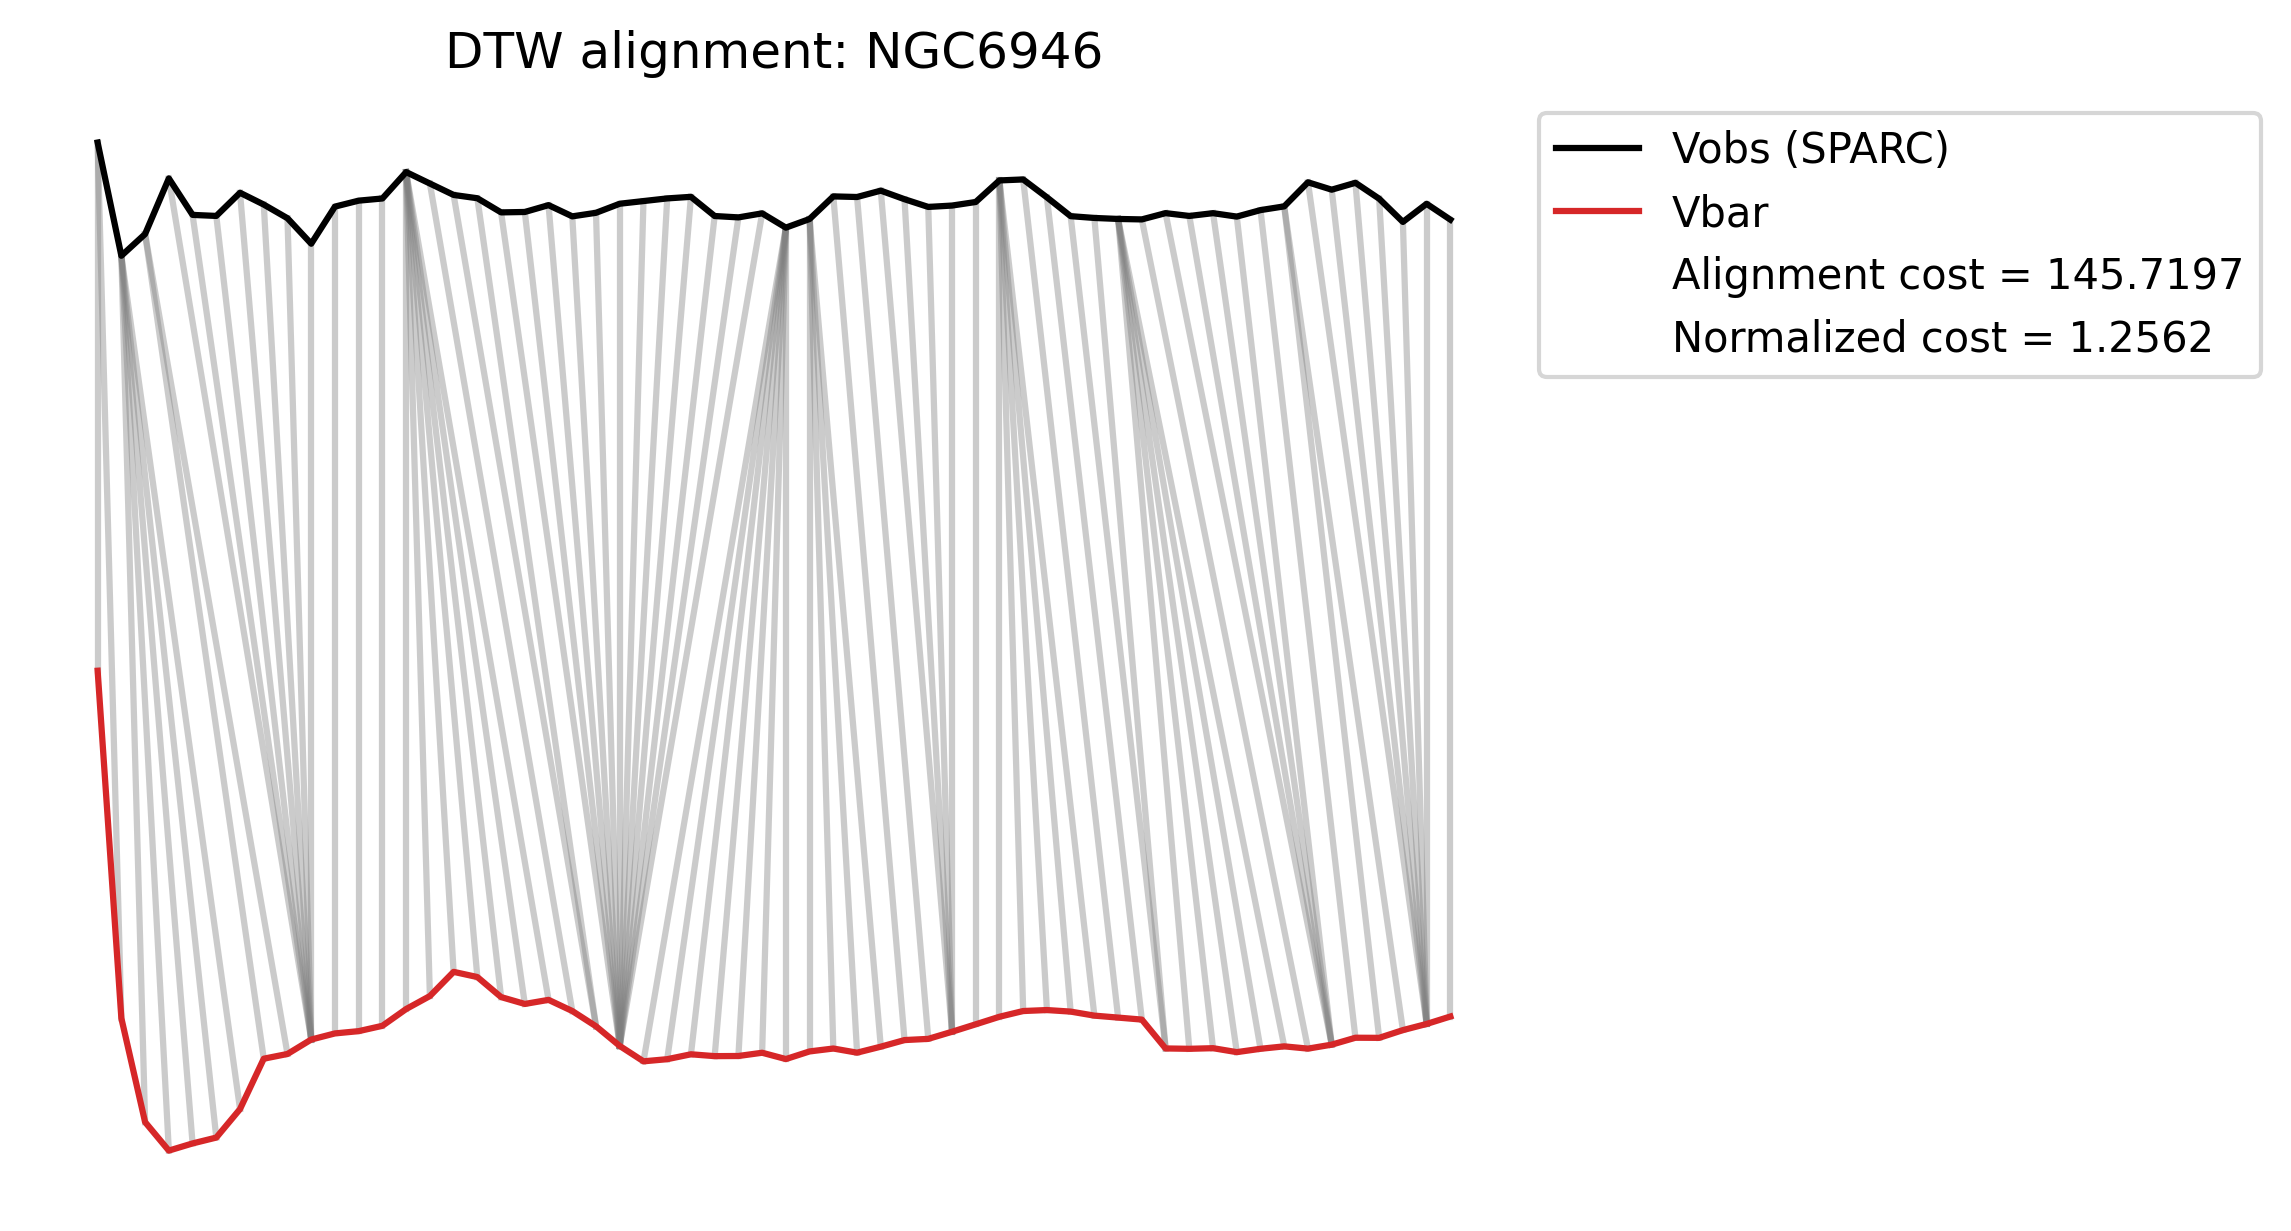 DTW alignment: NGC6946
Vobs (SPARC)
Vbar
Alignment cost = 145.7197
Normalized cost = 1.2562